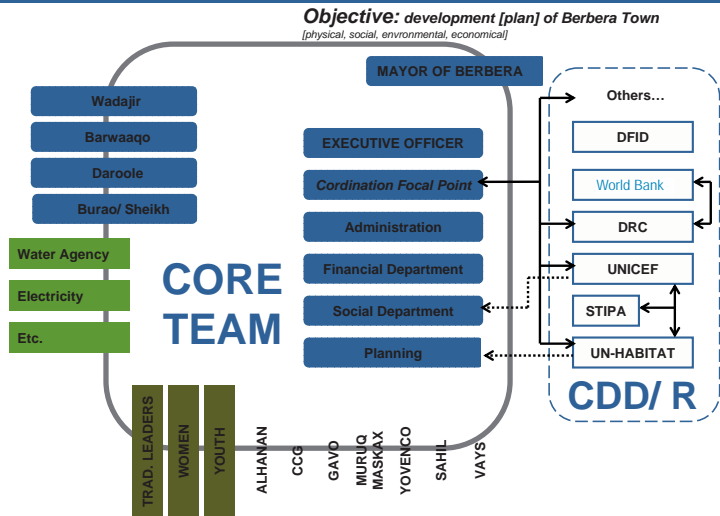 Objective: development [plan] of Berbera Town
[physical, social, envronmental, economical]
MAYOR OF BERBERA
Wadajir
Barwaaqo
Daroole
Burao/ Sheikh
Water Agency
Electricity
Etc.
CORE
TEAM
EXECUTIVE OFFICER
Cordination Focal Point
Administration
Financial Department
Social Department
Planning
Others…
DFID
World Bank
DRC
UNICEF
STIPA
UN-HABITAT
CDD/ R
TRAD. LEADERS
WOMEN
YOUTH
ALHANAN
CCG
GAVO
MURUQ
MASKAX
YOVENCO
SAHIL
VAYS